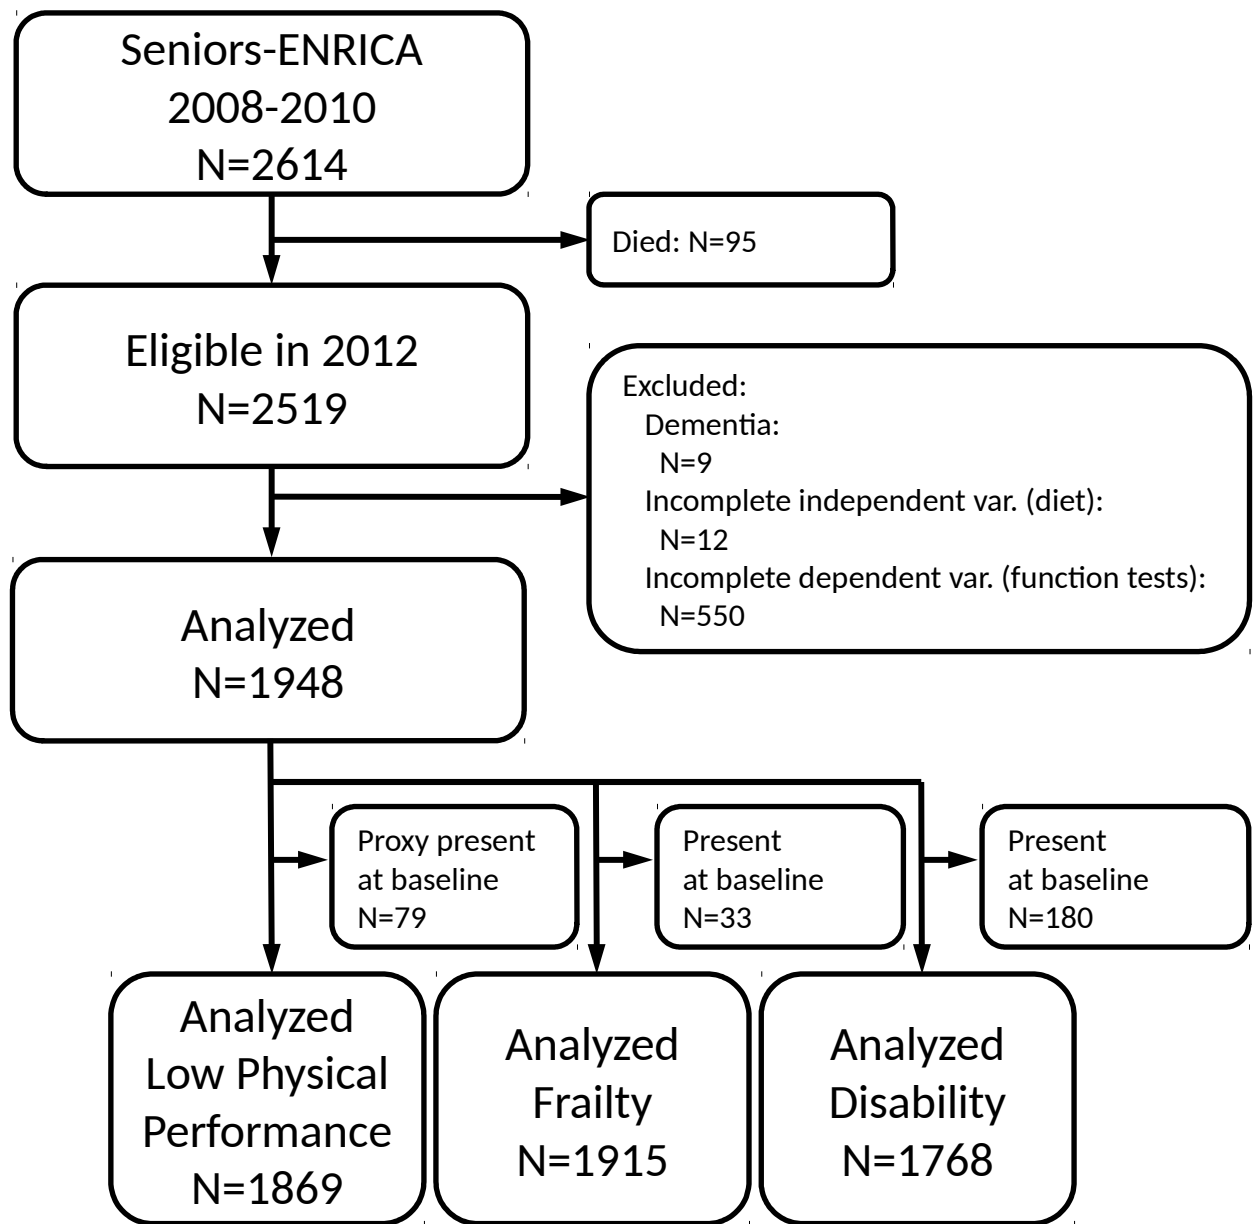 Seniors-ENRICA
2008-2010
N=2614
Died: N=95
Eligible in 2012
N=2519
Excluded:
Dementia:
N=9
Incomplete independent var. (diet):
N=12
Incomplete dependent var. (function tests):
N=550
Analyzed
N=1948
Proxy present
at baseline
N=79
Present
at baseline
N=33
Present
at baseline
N=180
Analyzed
Low Physical
Performance
N=1869
Analyzed
Frailty
N=1915
Analyzed
Disability
N=1768